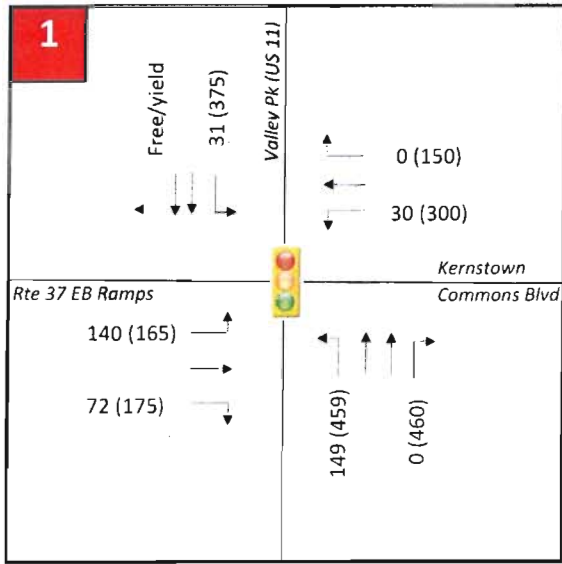 1
Free/yield
31 (375)
Valley Pk (US 11)
0 (150)
30 (300)
Kernstown
Commons Blvd
Rte 37 EB Ramps
140 (165)
72 (175)
149 (459)
0 (460)